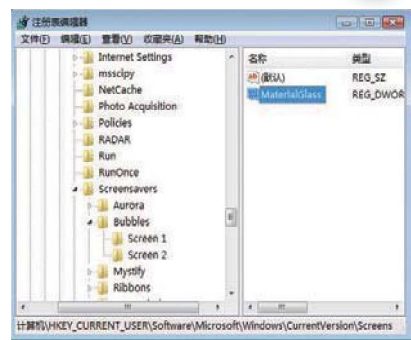 注册表编辑器
文件(F) 编辑(E) 查看(V) 收藏夹(A) 帮助(H)
Internet Settings
msscipy
NetCache
Photo Acquisition
Policies
RADAR
Run
RunOnce
Screensavers
Aurora
Bubbles
Screen 1
Screen 2
Mystify
Ribbons
名称 类型
(默认) REG_SZ
MaterialGlass REG_DWOR
计算机\HKEY_CURRENT_USER\Software\Microsoft\Windows\CurrentVersion\Screens